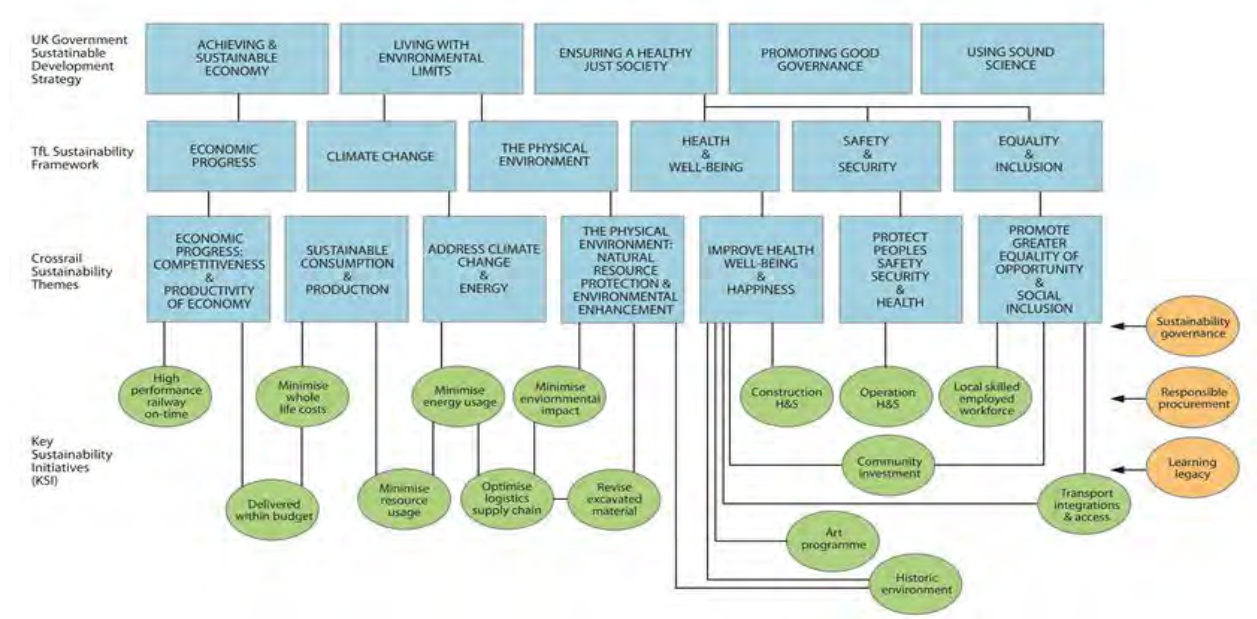 UK Government
Sustatinable
Development
Strategy
ACHIEVING &
SUSTAINABLE
ECONOMY
LIVING WITH
ENVIRONMENTAL
LIMITS
ENSURING A HEALTHY
JUST SOCIETY
PROMOTING GOOD
GOVERNANCE
USING SOUND
SCIENCE
TfL Sustainability
Framework
ECONOMIC
PROGRESS
CLIMATE CHANGE
THE PHYSICAL
ENVIRONMENT
HEALTH
&
WELL-BEING
SAFETY
&
SECURITY
EQUALITY
&
INCLUSION
Crossrail
Sustainability
Themes
ECONOMIC
PROGRESS:
COMPETITIVENESS
&
PRODUCTIVITY
OF ECONOMY
SUSTAINABLE
CONSUMPTION
&
PRODUCTION
ADDRESS CLIMATE
CHANGE
&
ENERGY
THE PHYSICAL
ENVIRONMENT:
NATURAL
RESOURCE
PROTECTION &
ENVIRONMENTAL
ENHANCEMENT
IMPROVE HEALTH
WELL-BEING
&
HAPPINESS
PROTECT
PEOPLES
SAFETY
SECURITY
&
HEALTH
PROMOTE
GREATER
EQUALITY OF
OPPORTUNITY
&
SOCIAL
INCLUSION
Sustainability
governance
Key
Sustainability
Initiatives
(KSI)
High
performance
railway
on-time
Minimise
whole
life costs
Minimise
energy usage
Minimise
enviornmental
impact
Construction
H&S
Operation
H&S
Local skilled
employed
workforce
Responsible
procurement
Delivered
within budget
Minimise
resource
usage
Optimise
logistics
supply chain
Revise
excavated
material
Community
investment
Transport
integrations
& access
Learning
legacy
Art
programme
Historic
environment